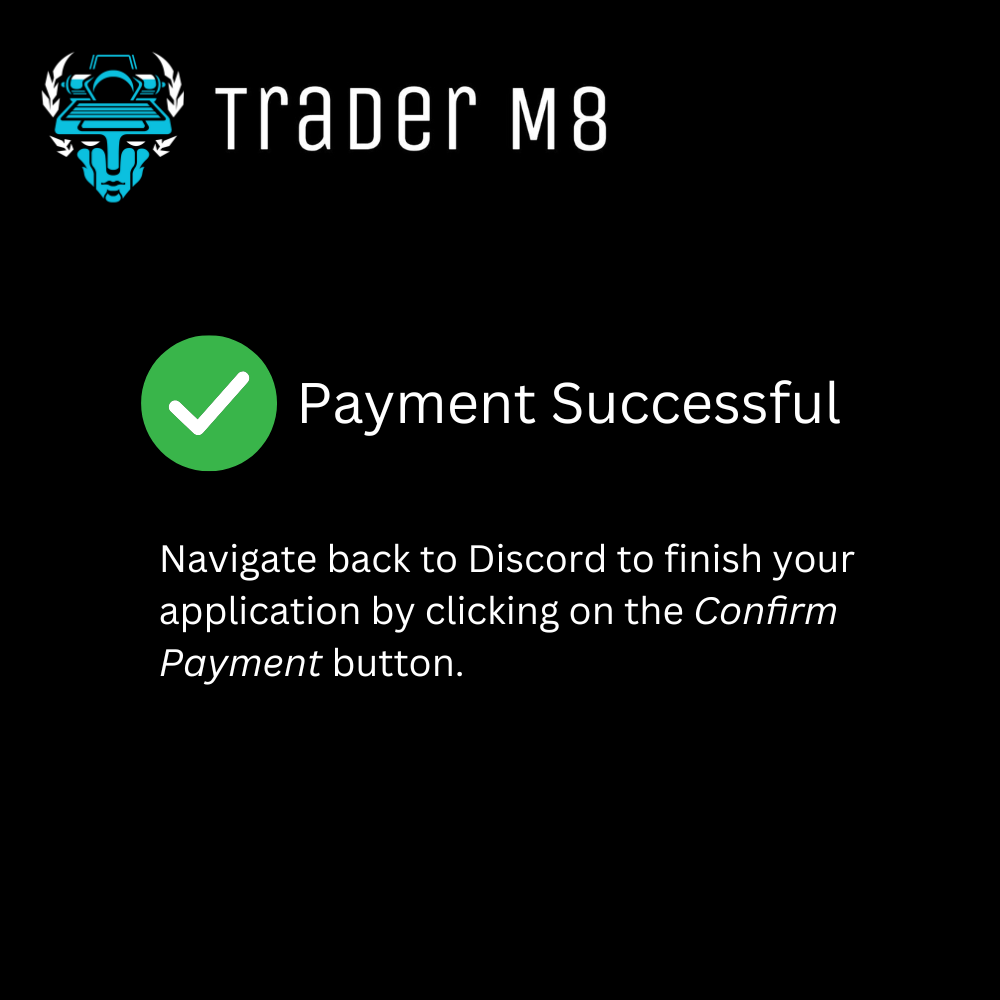 Trader M8
Payment Successful
Navigate back to Discord to finish your
application by clicking on the Confirm
Payment button.